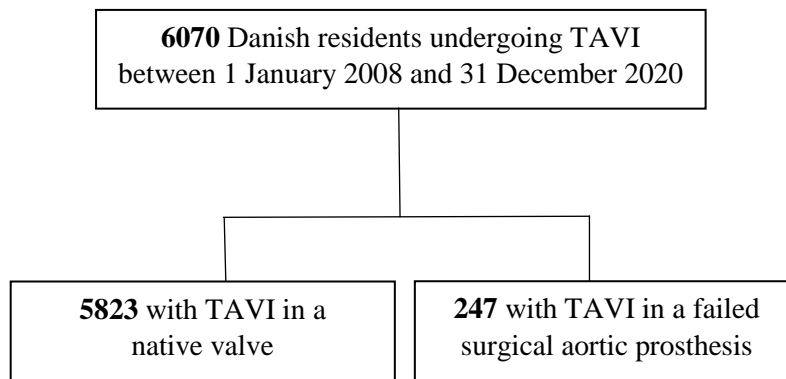 6070 Danish residents undergoing TAVI
between 1 January 2008 and 31 December 2020
5823 with TAVI in a
native valve
247 with TAVI in a failed
surgical aortic prosthesis